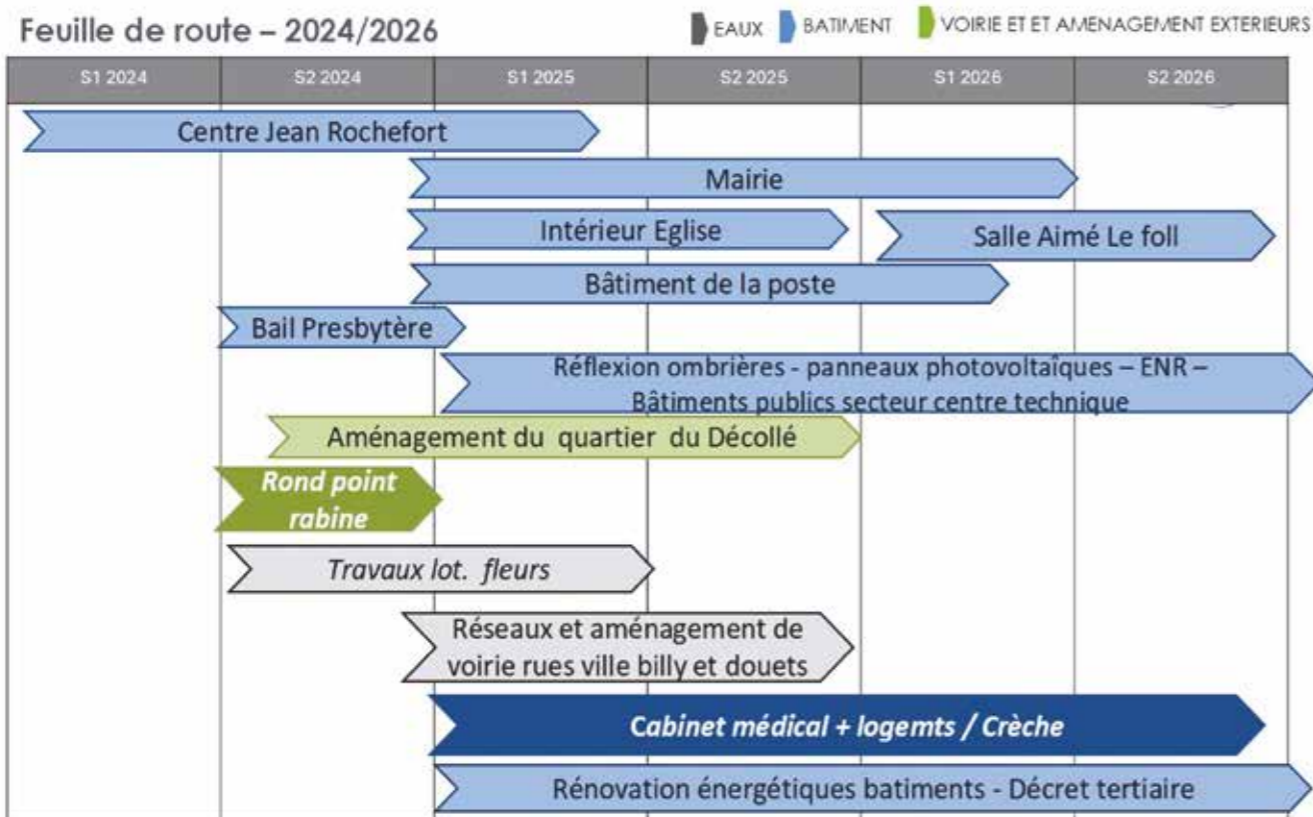 Feuille de route – 2024/2026
EAUX BATIMENT VOIRIE ET ET AMENAGEMENT EXTERIEURS
S1 2024 S2 2024 S1 2025 S2 2025 S1 2026 S2 2026
Centre Jean Rochefort
Mairie
Intérieur Eglise Salle Aimé Le foll
Bâtiment de la poste
Bail Presbytère
Réflexion ombrières - panneaux photovoltaïques – ENR –
Bâtiments publics secteur centre technique
Aménagement du quartier du Décollé
Rond point
rabine
Travaux lot. fleurs
Réseaux et aménagement de
voirie rues ville billy et douets
Cabinet médical + logemts / Crèche
Rénovation énergétiques batiments - Décret tertiaire